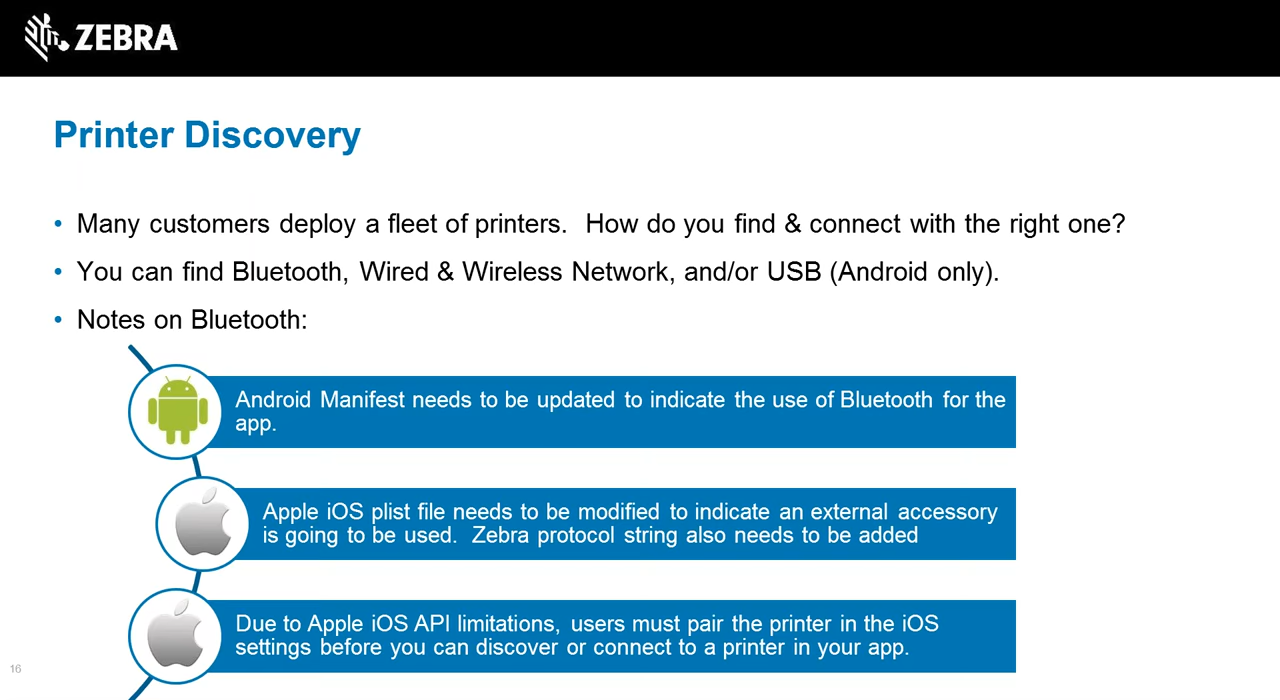 ZEBRA
Printer Discovery
• Many customers deploy a fleet of printers.  How do you find & connect with the right one?
• You can find Bluetooth, Wired & Wireless Network, and/or USB (Android only).
• Notes on Bluetooth:
Android Manifest needs to be updated to indicate the use of Bluetooth for the
app.
Apple iOS plist file needs to be modified to indicate an external accessory
is going to be used.  Zebra protocol string also needs to be added
Due to Apple iOS API limitations, users must pair the printer in the iOS
settings before you can discover or connect to a printer in your app.
16